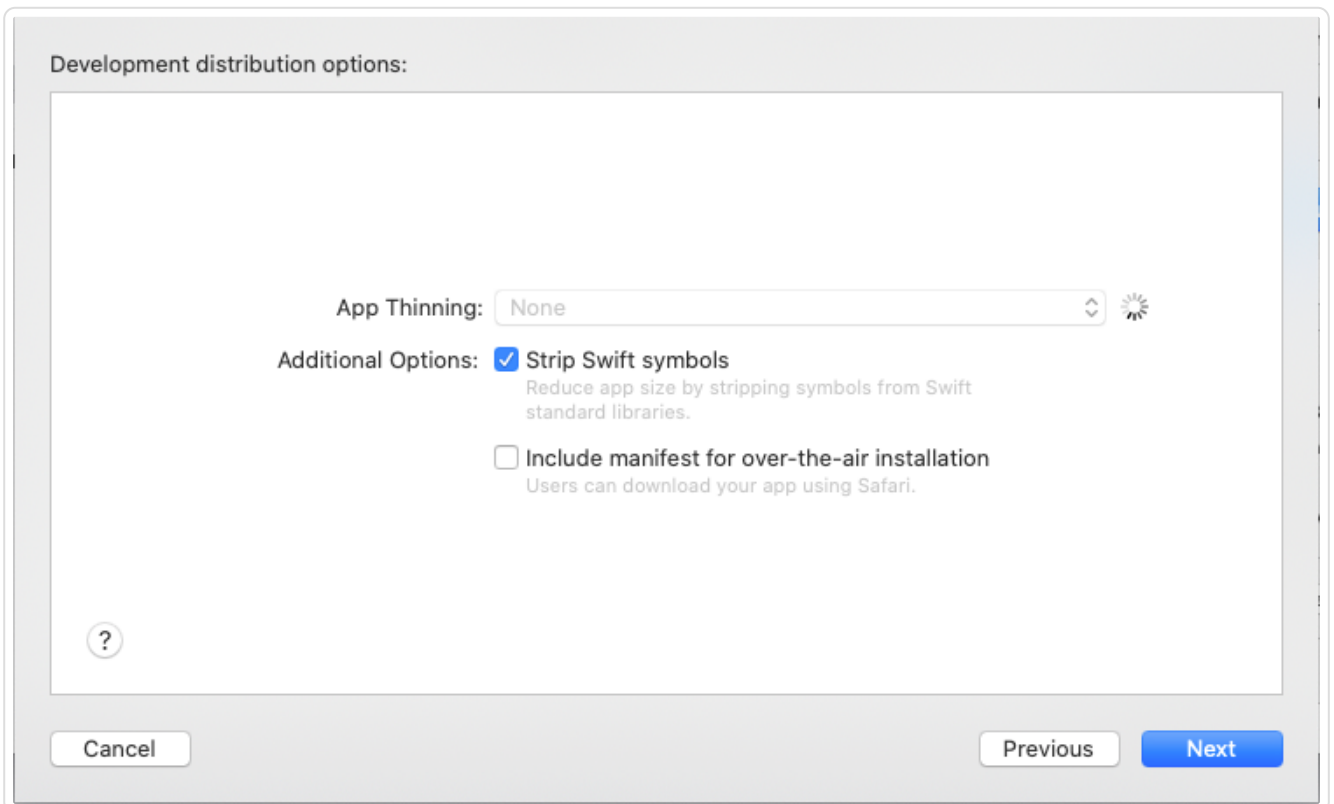 Development distribution options:
App Thinning: None
Additional Options: Strip Swift symbols
Reduce app size by stripping symbols from Swift
standard libraries.
Include manifest for over-the-air installation
Users can download your app using Safari.
?
Cancel Previous Next